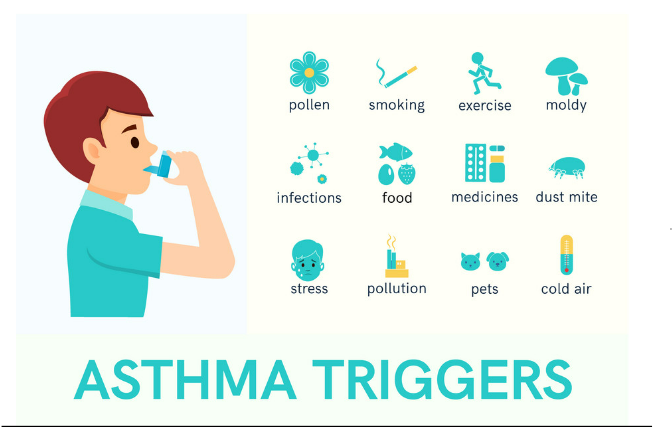 pollen smoking exercise moldy
infections food medicines dust mite
stress pollution pets cold air
ASTHMA TRIGGERS